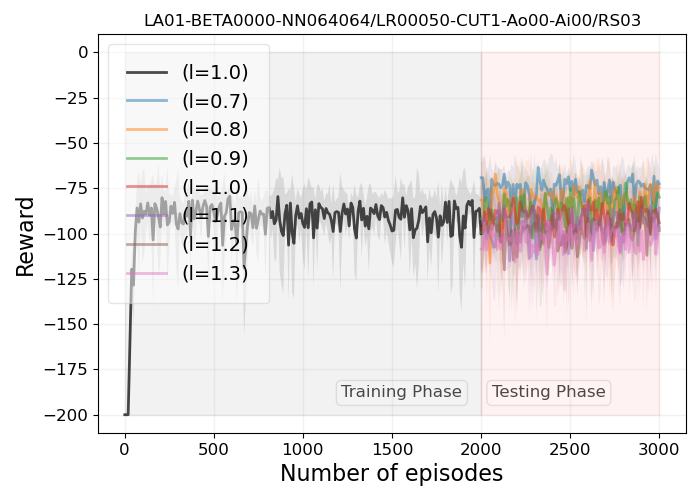 LA01-BETA0000-NN064064/LR00050-CUT1-Ao00-Ai00/RS03
Reward
0
−25
−50
−75
−100
−125
−150
−175
−200
(l=1.0)
(l=0.7)
(l=0.8)
(l=0.9)
(l=1.0)
(l=1.1)
(l=1.2)
(l=1.3)
Training Phase
Testing Phase
0 500 1000 1500 2000 2500 3000
Number of episodes